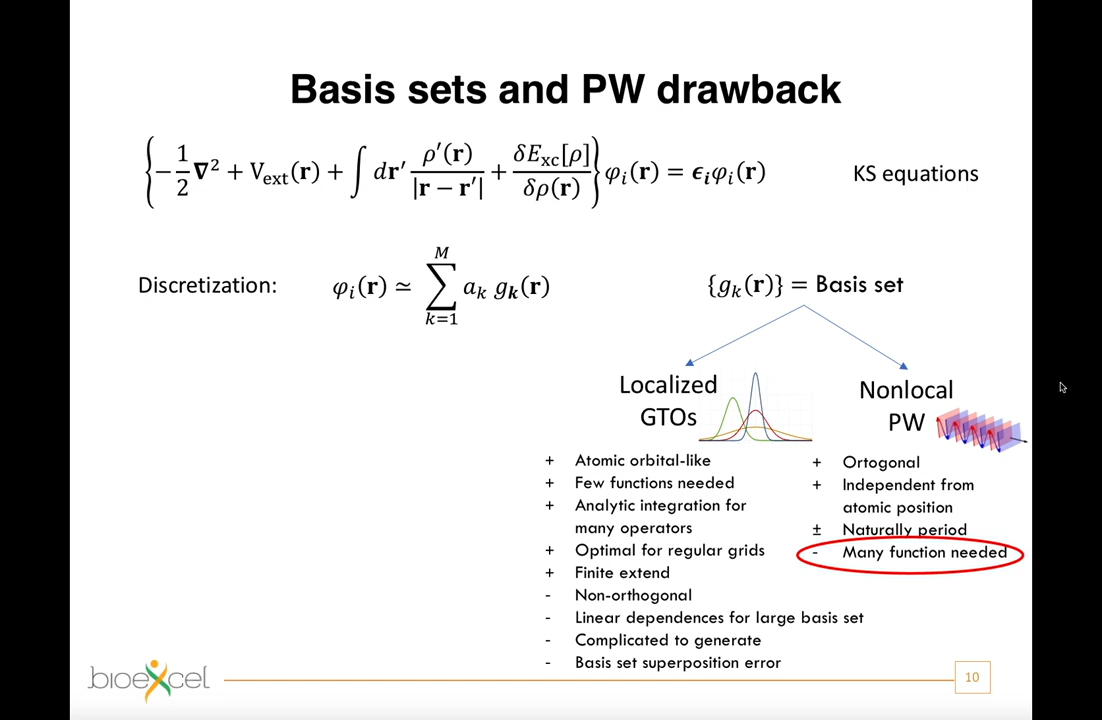 Basis sets and PW drawback
{-1/2 ∇² + V_ext(r) + ∫ dr′ ρ′(r)/|r − r′| + δE_xc[ρ]/δρ(r)} φ_i(r) = ϵ_i φ_i(r)
KS equations
Discretization:
φ_i(r) ≃ ∑_{k=1}^{M} a_k g_k(r)
{g_k(r)} = Basis set
Localized
GTOs
Nonlocal
PW
+ Atomic orbital-like
+ Few functions needed
+ Analytic integration for
many operators
+ Optimal for regular grids
+ Finite extend
- Non-orthogonal
- Linear dependences for large basis set
- Complicated to generate
- Basis set superposition error
+ Ortogonal
+ Independent from
atomic position
± Naturally period
- Many function needed
bioexcel
10